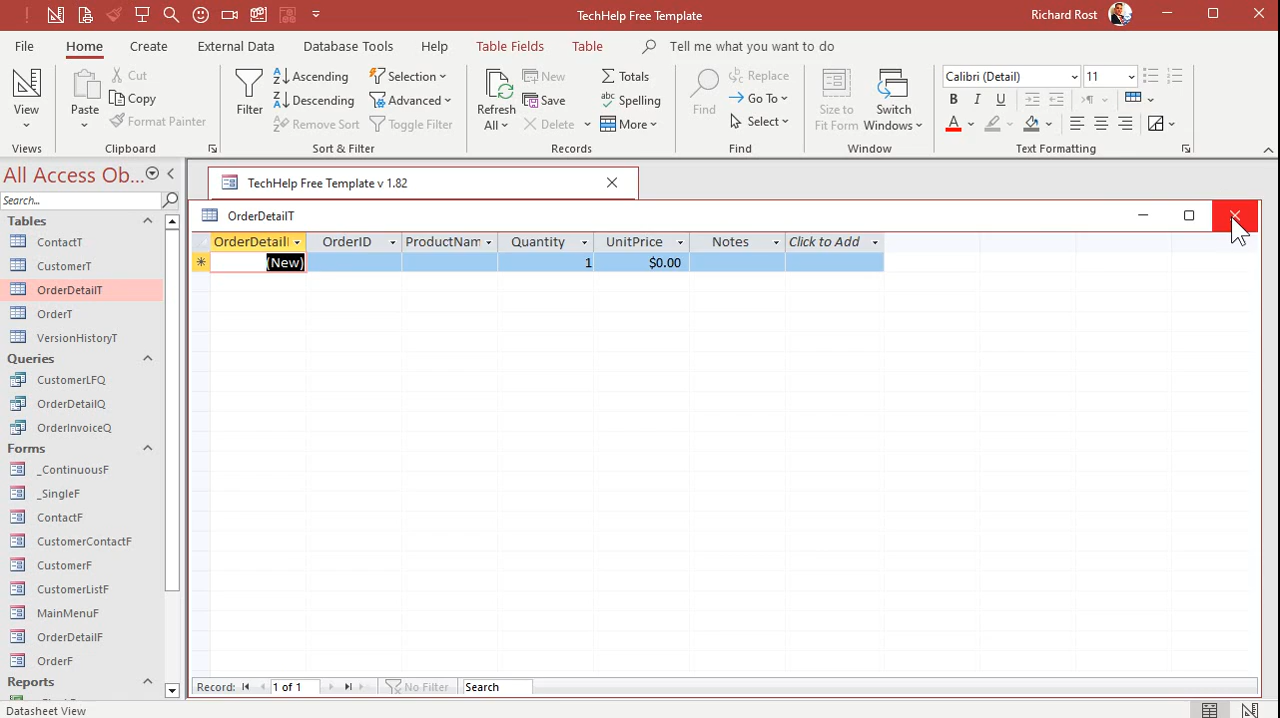 TechHelp Free Template
Richard Rost
File Home Create External Data Database Tools Help Table Fields Table Tell me what you want to do
View
Views
Paste
Cut
Copy
Format Painter
Clipboard
Filter
Ascending
Descending
Remove Sort
Selection
Advanced
Toggle Filter
Sort & Filter
Refresh
All
New
Save
Delete
Totals
Spelling
More
Records
Find
Replace
Go To
Select
Find
Size to
Fit Form
Switch
Windows
Window
Calibri (Detail) 11
B I U
A
Text Formatting
All Access Ob...
Search...
Tables
ContactT
CustomerT
OrderDetailT
OrderT
VersionHistoryT
Queries
CustomerLFQ
OrderDetailQ
OrderInvoiceQ
Forms
_ContinuousF
_SingleF
ContactF
CustomerContactF
CustomerF
CustomerListF
MainMenuF
OrderDetailF
OrderF
Reports
TechHelp Free Template v 1.82
OrderDetailT
OrderDetailI OrderID ProductNam Quantity UnitPrice Notes Click to Add
(New) 1 $0.00
Record: 1 of 1 No Filter Search
Datasheet View